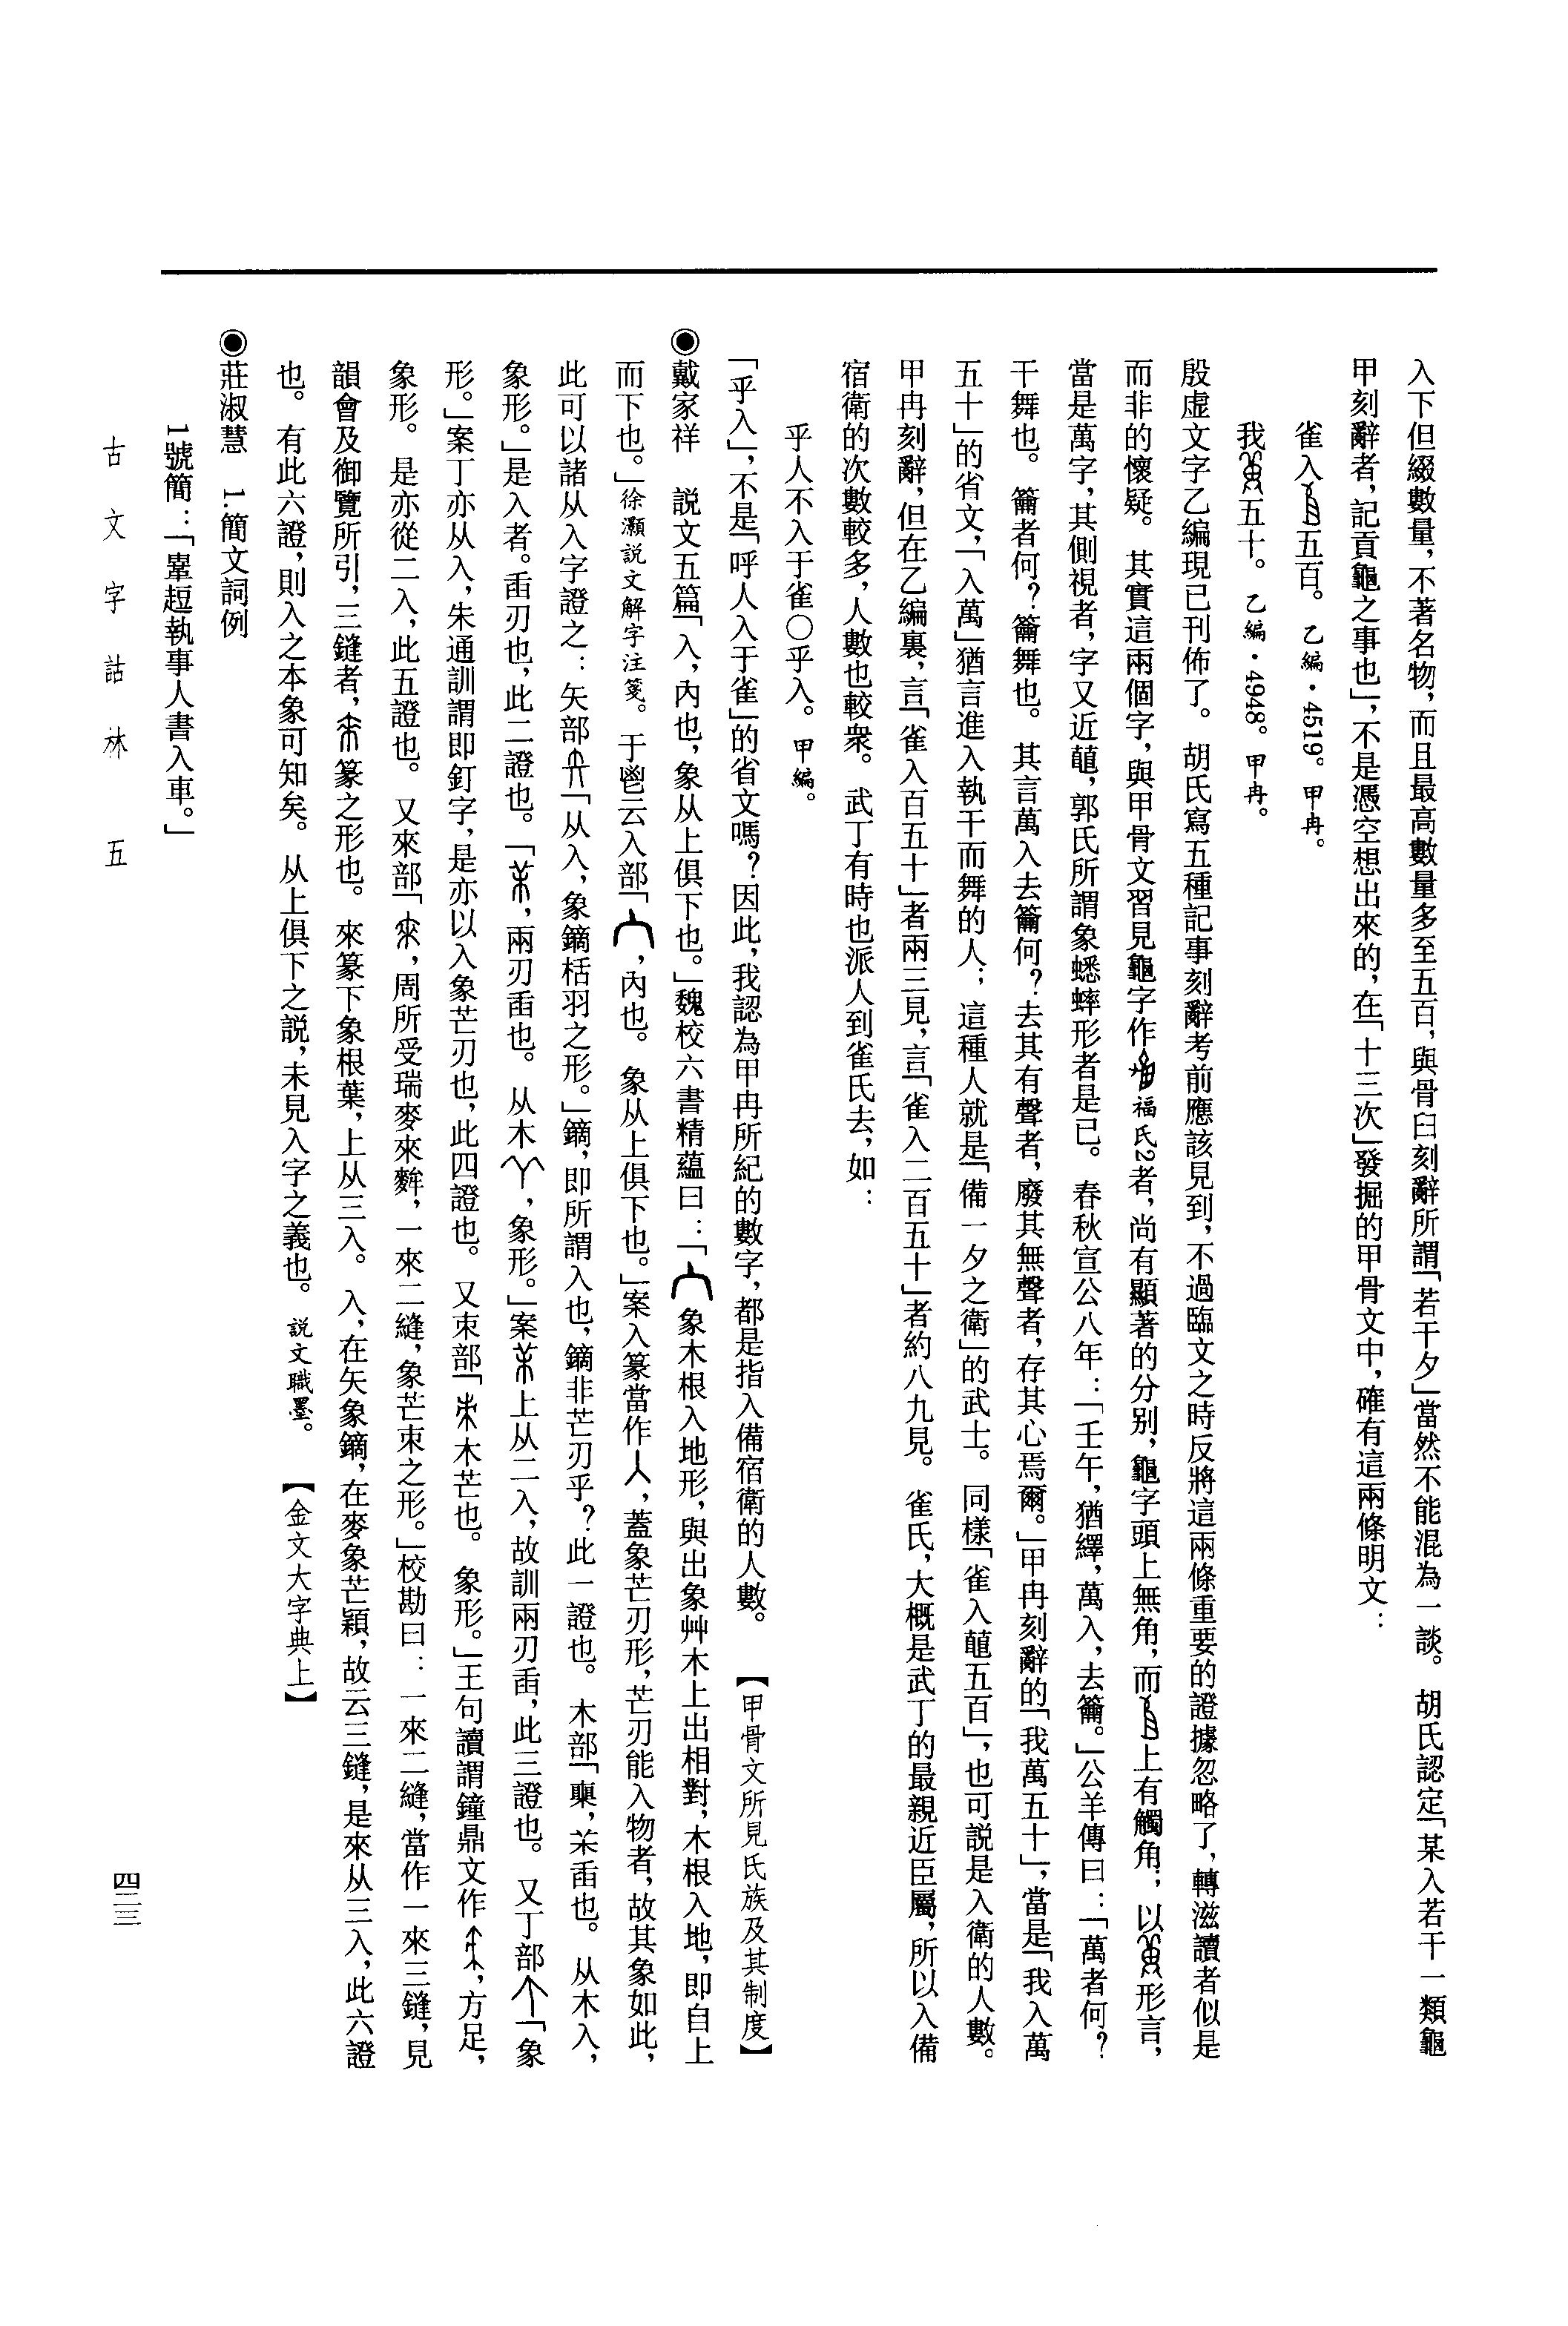 入下但綴數量，不著名物，而且最高數量多至五百，與骨臼刻辭所謂「若干夕」當然不能混為一談。胡氏認定「某入若干一類龜
甲刻辭者，記貢龜之事也」，不是憑空想出來的，在「十三次」發掘的甲骨文中，確有這兩條明文：
雀入五百。乙編·4519。甲冉。
我五十。乙編·4948。甲冉。
殷虛文字乙編現已刊佈了。胡氏寫五種記事刻辭考前應該見到，不過臨文之時反將這兩條重要的證據忽略了，轉滋讀者似是
而非的懷疑。其實這兩個字，與甲骨文習見龜字作福氏2者，尚有顯著的分别，龜字頭上無角，而上有觸角；以形言，
當是萬字，其側視者，字又近蘁，郭氏所謂象蟋蟀形者是已。春秋宣公八年：「壬午，猶繹，萬入，去籥。」公羊傳曰：「萬者何？
干舞也。籥者何？籥舞也。其言萬入去籥何？去其有聲者，廢其無聲者，存其心焉爾。」甲冉刻辭的「我萬五十」，當是「我入萬
五十」的省文，「入萬」猶言進入執干而舞的人；這種人就是「備一夕之衛」的武士。同樣「雀入五百」，也可説是入衛的人數。
甲冉刻辭，但在乙編裏，言「雀入百五十」者兩三見，言「雀入二百五十」者約八九見。雀氏，大概是武丁的最親近臣屬，所以入備
宿衛的次數較多，人數也較衆。武丁有時也派人到雀氏去，如：
乎人不入于雀○乎入。甲編。
「乎入」，不是「呼人入于雀」的省文嗎？因此，我認為甲冉所紀的數字，都是指入備宿衛的人數。【甲骨文所見氏族及其制度】
◉戴家祥　説文五篇「入，內也，象从上俱下也。」魏校六書精蘊曰：「象木根入地形，與出象艸木上出相對，木根入地，即自上
而下也。」徐灝説文解字注箋。于鬯云入部「，內也。象从上俱下也。」案入篆當作，蓋象芒刃形，芒刃能入物者，故其象如此，
此可以諸从入字證之：矢部「从入，象鏑栝羽之形。」鏑，即所謂入也，鏑非芒刃乎？此一證也。木部「㮆，羍臿也。从木入，
象形。」是入者。臿刃也，此二證也。「，兩刃臿也。从木，象形。」案上从二入，故訓兩刃臿，此三證也。又丁部「象
形。」案丁亦从入，朱通訓謂即釘字，是亦以入象芒刃也，此四證也。又朿部「木芒也。象形。」王句讀謂鐘鼎文作，方足，
象形。是亦從二入，此五證也。又來部「，周所受瑞麥來麰，一來二縫，象芒朿之形。」校勘曰：一來二縫，當作一來三縫，見
韻會及御覽所引，三縫者，篆之形也。來篆下象根葉，上从三入。入，在矢象鏑，在麥象芒穎，故云三縫，是來从三入，此六證
也。有此六證，則入之本象可知矣。从上俱下之説，未見入字之義也。説文職墨。【金文大字典上】
◉莊淑慧　1.簡文詞例
1號簡：「執事人書入車。」
古文字詁林　五
四二三